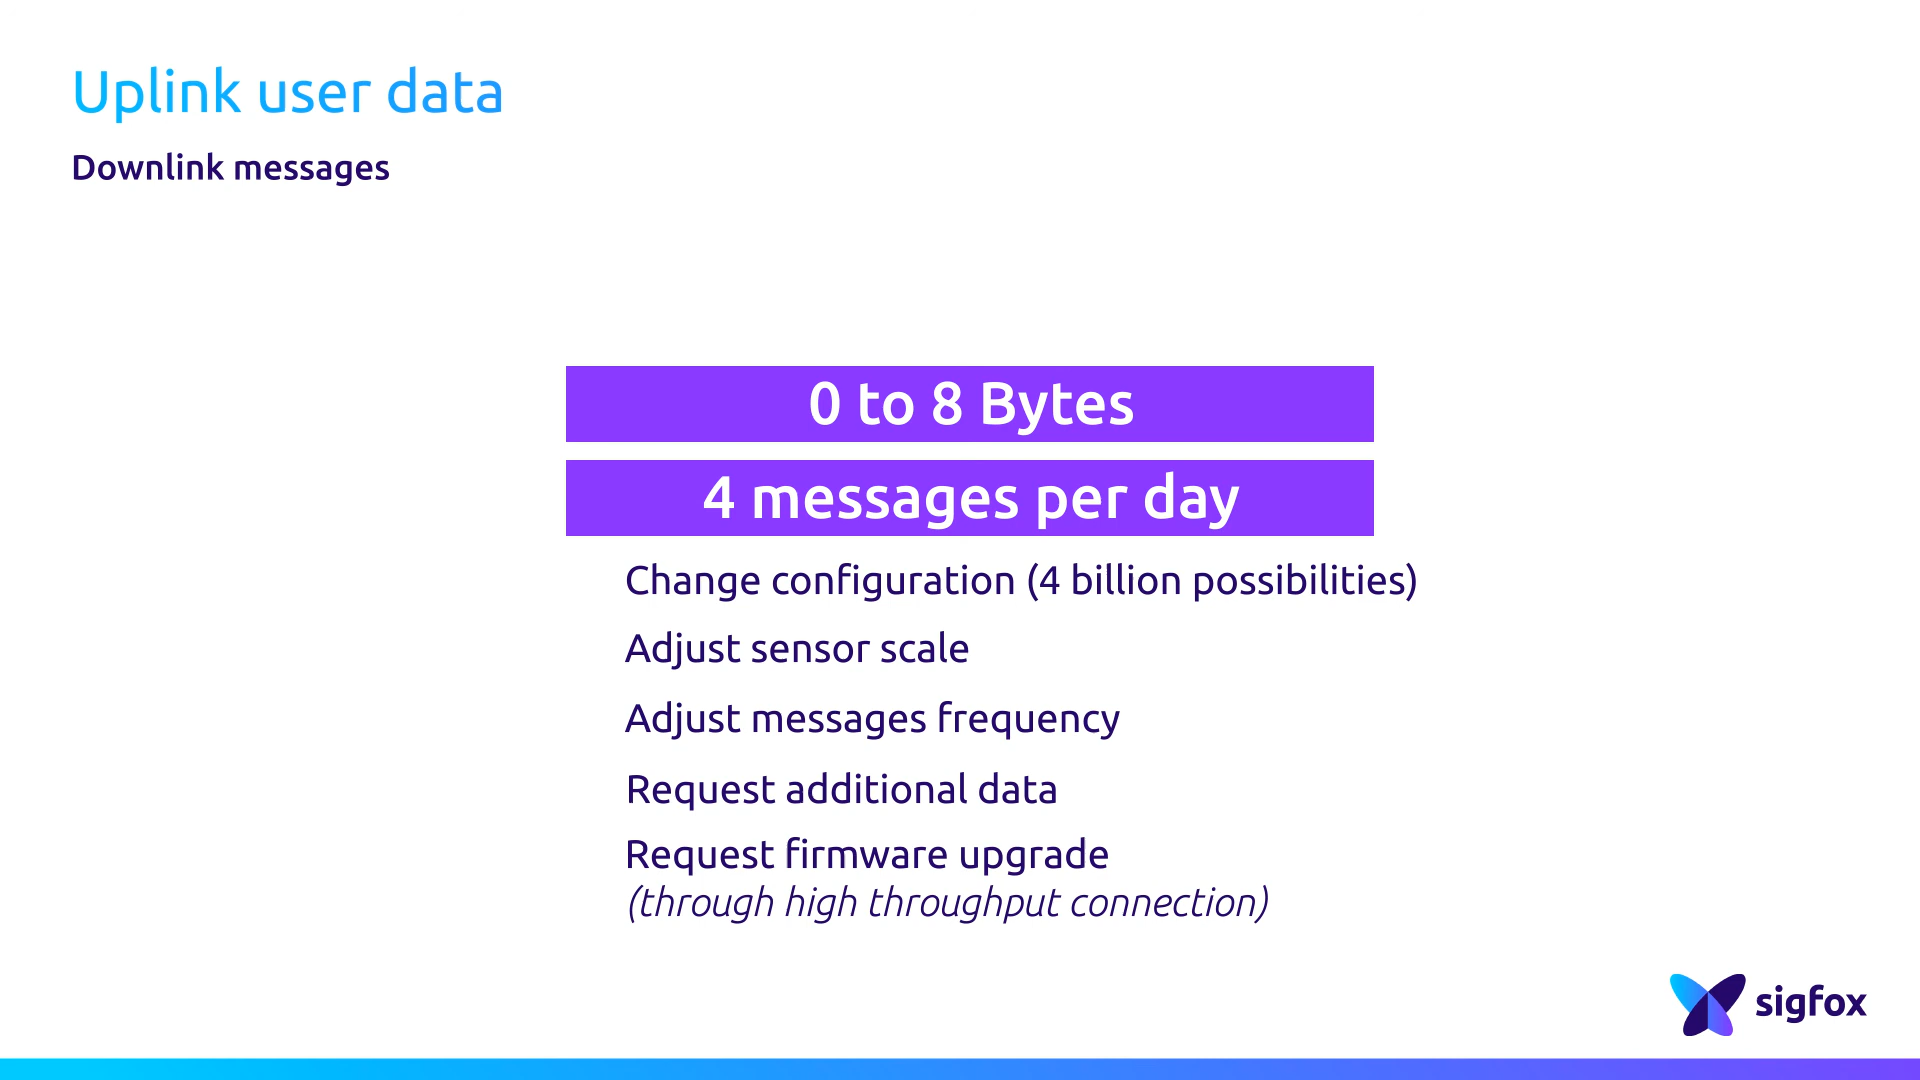 Uplink user data
Downlink messages
0 to 8 Bytes
4 messages per day
Change configuration (4 billion possibilities)
Adjust sensor scale
Adjust messages frequency
Request additional data
Request firmware upgrade
(through high throughput connection)
sigfox